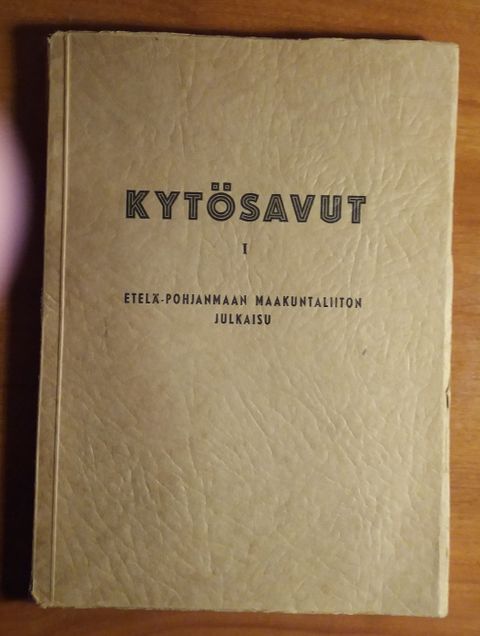 KYTÖSAVUT
I
ETELÄ-POHJANMAAN MAAKUNTALIITON
JULKAISU